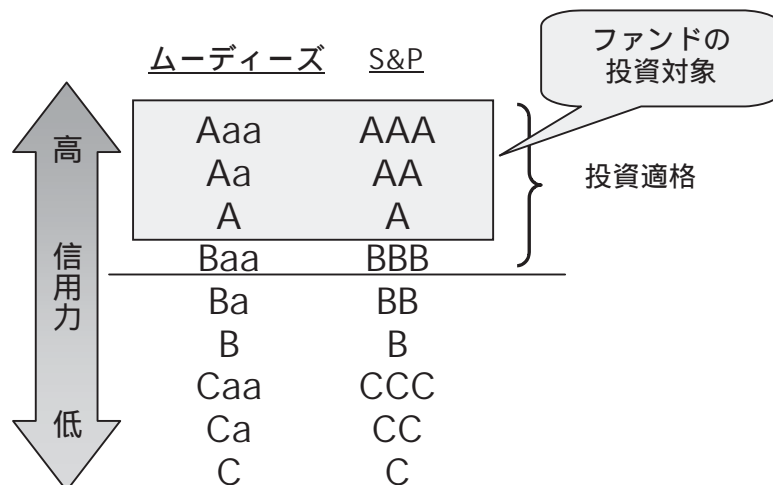 ムーディーズ S&P
ファンドの
投資対象
高
信用力
低
Aaa AAA
Aa AA
A A
Baa BBB
投資適格
Ba BB
B B
Caa CCC
Ca CC
C C